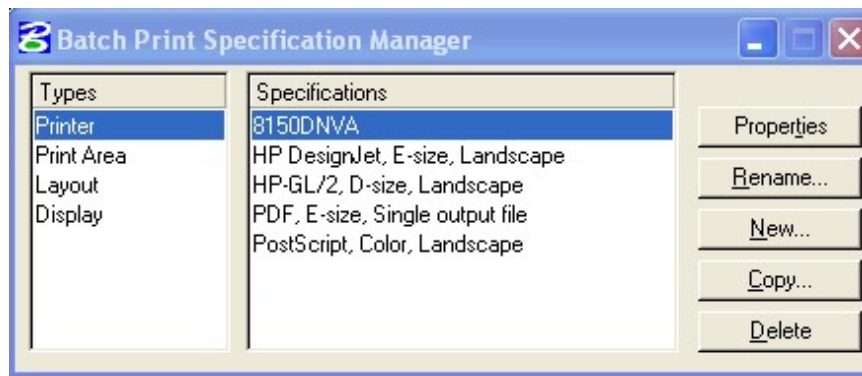 Batch Print Specification Manager
Types
Specifications
Printer
Print Area
Layout
Display
8150DNVA
HP DesignJet, E-size, Landscape
HP-GL/2, D-size, Landscape
PDF, E-size, Single output file
PostScript, Color, Landscape
Properties
Rename...
New...
Copy...
Delete